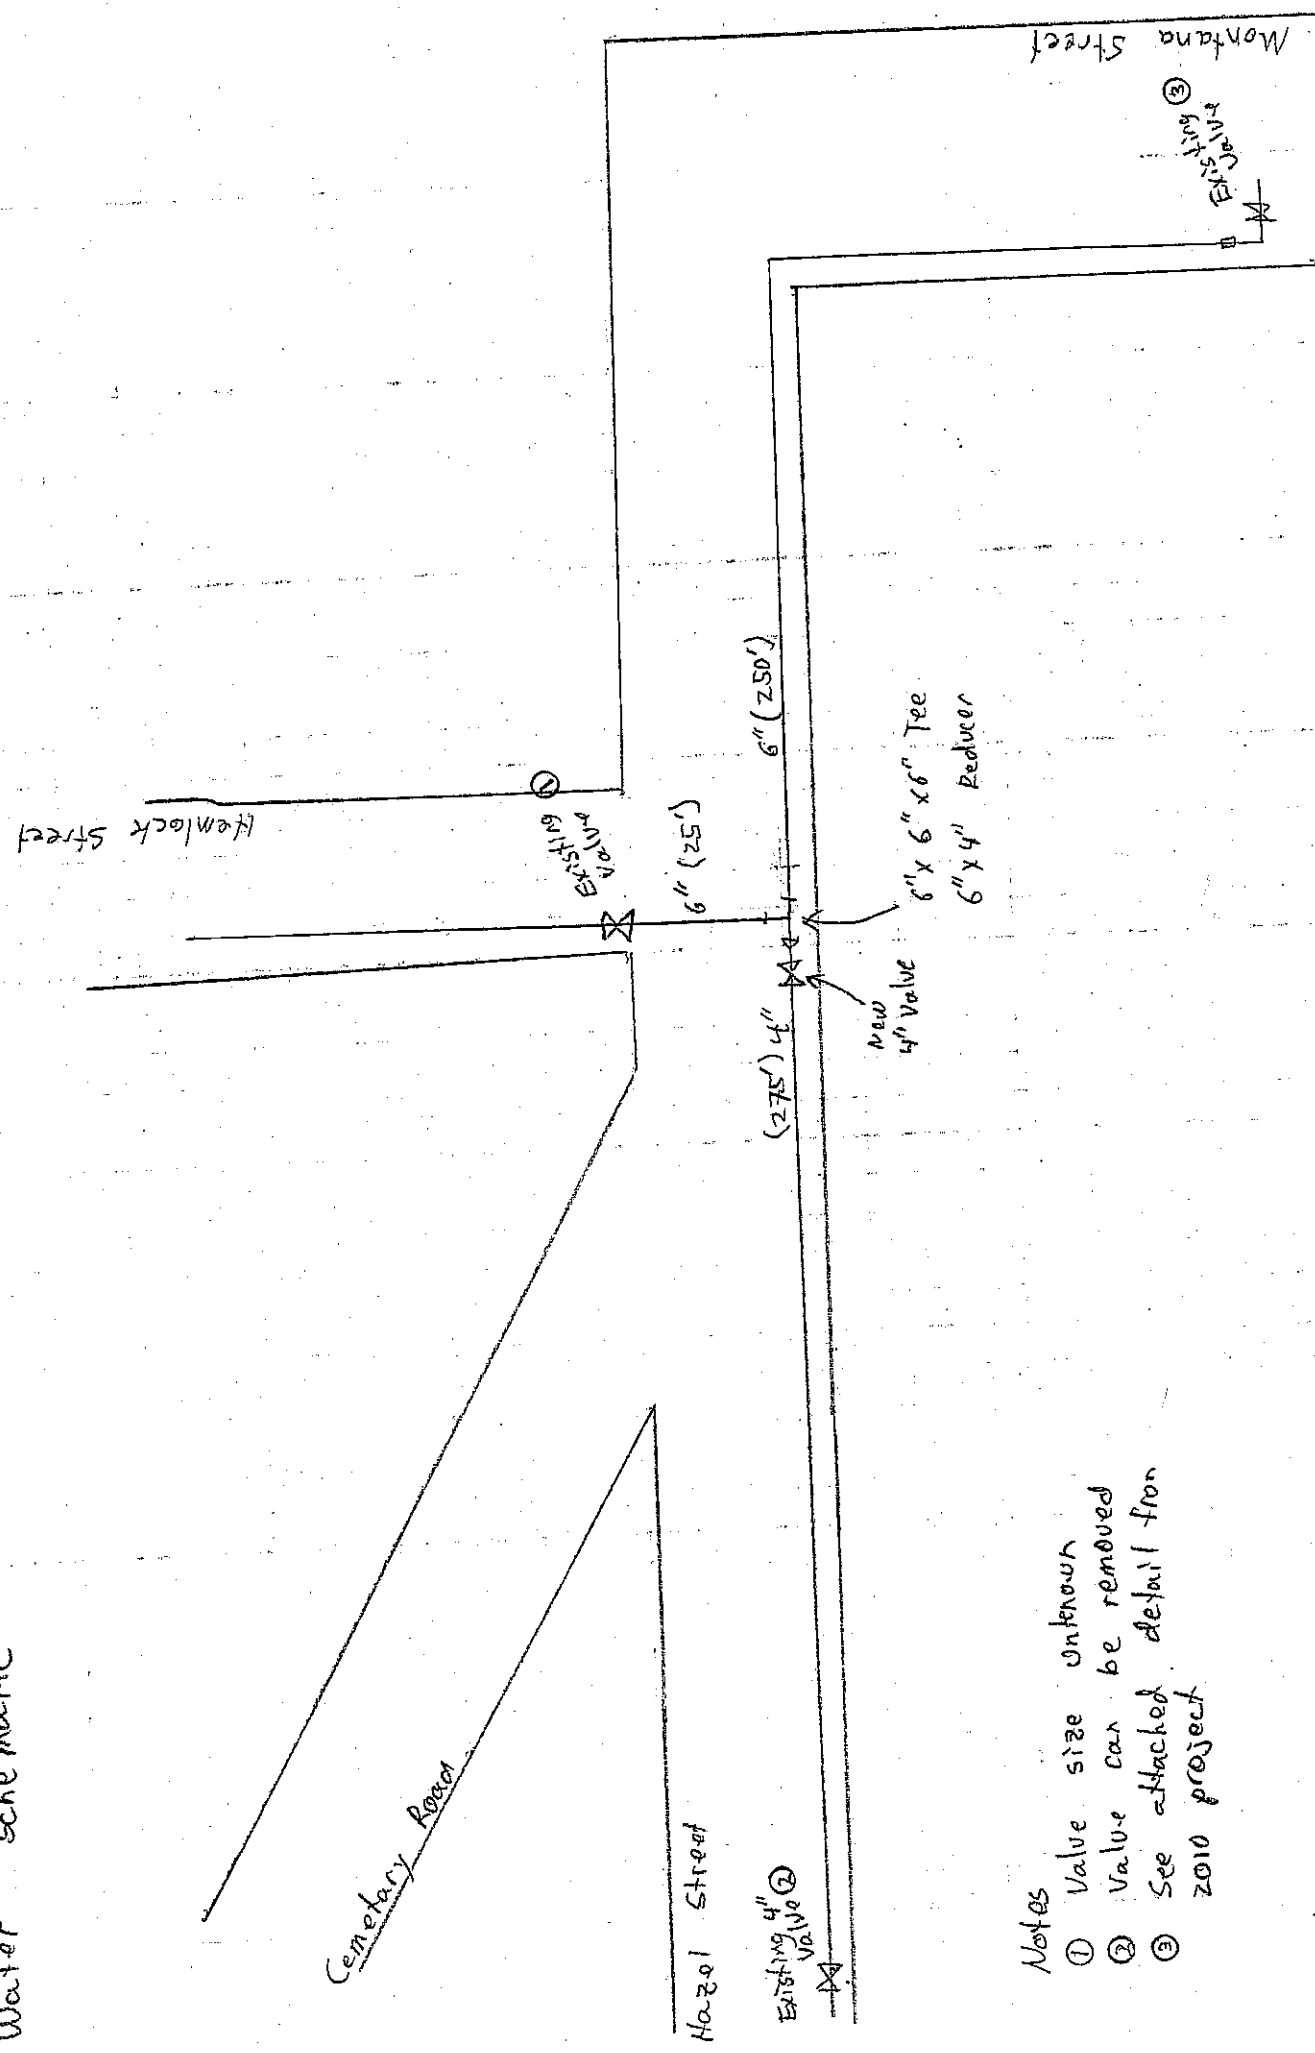 Water Schematic
Hemlock Street
Montana Street
Existing
Valve ①
Existing ③
Valve
6" (25')
6" (250')
(275') 4"
New
4" Valve
6" x 6" x 6" Tee
6" x 4" Reducer
Cemetary Road
Hazel Street
Existing 4"
Valve ②
Notes
① Valve size unknown
② Valve can be removed
③ See attached detail from
2010 project